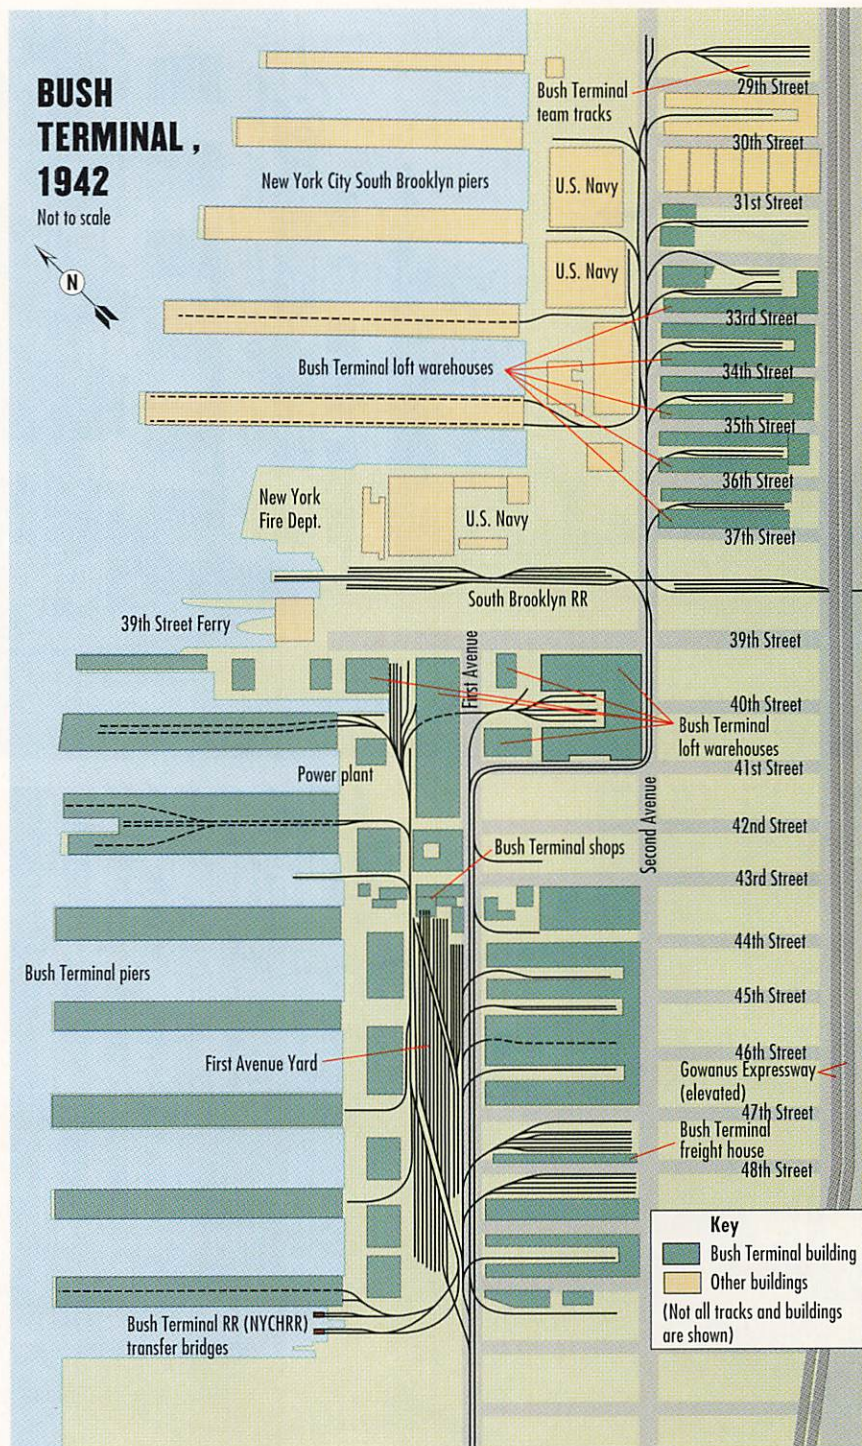 BUSH
TERMINAL,
1942
Not to scale
N
Bush Terminal
team tracks
29th Street
30th Street
New York City South Brooklyn piers
U.S. Navy
31st Street
U.S. Navy
33rd Street
Bush Terminal loft warehouses
34th Street
35th Street
36th Street
New York
Fire Dept.
U.S. Navy
37th Street
South Brooklyn RR
39th Street Ferry
First Avenue
39th Street
40th Street
Bush Terminal
loft warehouses
Power plant
41st Street
Second Avenue
42nd Street
Bush Terminal shops
43rd Street
44th Street
Bush Terminal piers
45th Street
46th Street
First Avenue Yard
Gowanus Expressway
(elevated)
47th Street
Bush Terminal
freight house
48th Street
Key
Bush Terminal building
Other buildings
(Not all tracks and buildings
are shown)
Bush Terminal RR (NYCHRR)
transfer bridges